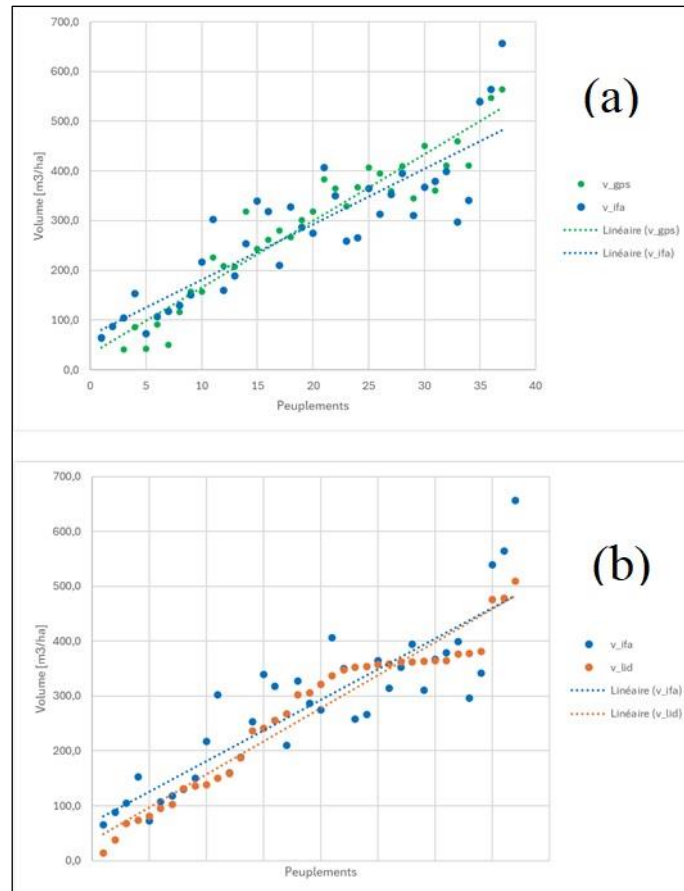 700,0
600,0
500,0
400,0
300,0
200,0
100,0
0,0
Volume [m3/ha]
0 5 10 15 20 25 30 35 40
Peuplements
(a)
v_gps
v_ifa
Linéaire (v_gps)
Linéaire (v_ifa)
700,0
600,0
500,0
400,0
300,0
200,0
100,0
0,0
Volume [m3/ha]
Peuplements
(b)
v_ifa
v_lid
Linéaire (v_ifa)
Linéaire (v_lid)